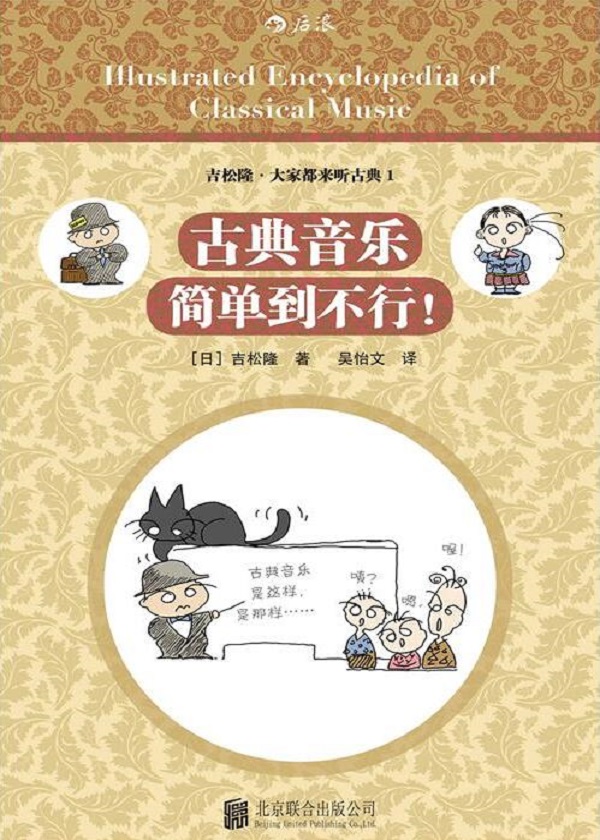 后浪
Illustrated Encyclopedia of
Classical Music
吉松隆·大家都来听古典1
古典音乐
简单到不行!
[日]吉松隆 著 吴怡文 译
古典音乐
是这样,
是那样……
啧?
嗯,
喔!
北京联合出版公司
Beijing United Publishing Co.,Ltd.